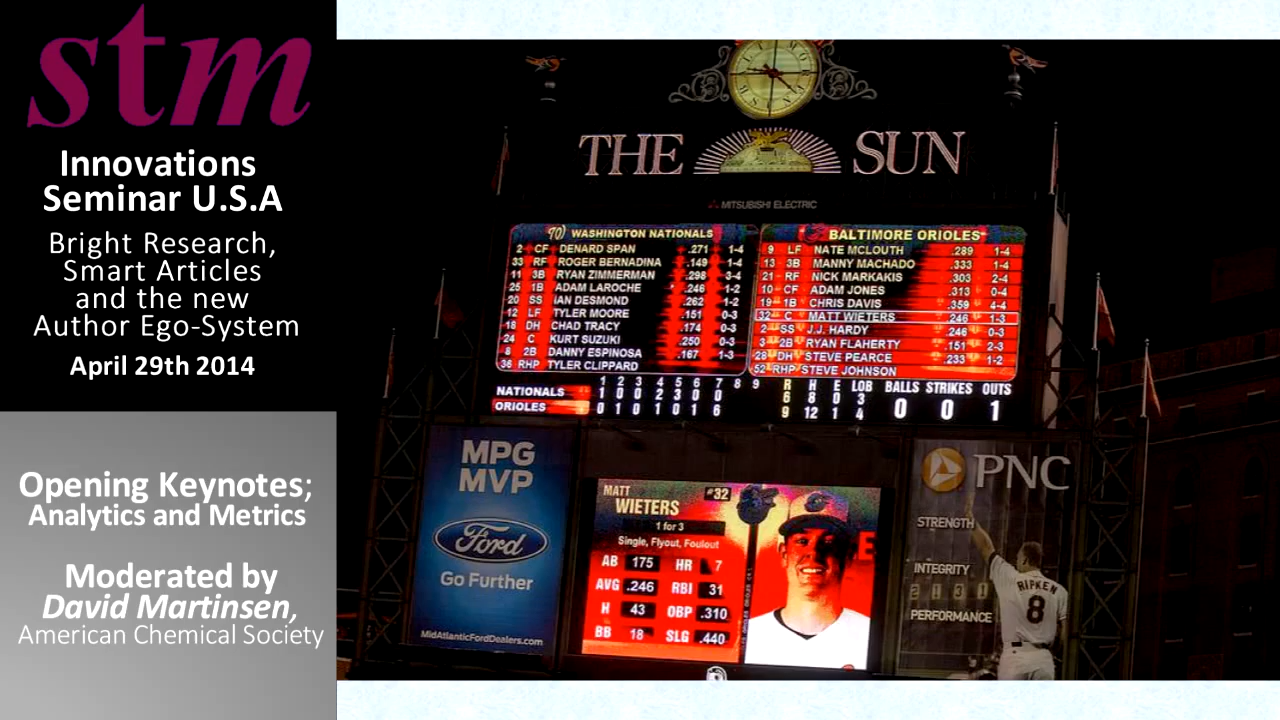 stm
Innovations
Seminar U.S.A
Bright Research,
Smart Articles
and the new
Author Ego-System
April 29th 2014
Opening Keynotes;
Analytics and Metrics
Moderated by
David Martinsen,
American Chemical Society
THE SUN
MITSUBISHI ELECTRIC
WASHINGTON NATIONALS
2 CF DENARD SPAN .271 1-4
33 RF ROGER BERNADINA .149 1-4
11 3B RYAN ZIMMERMAN .298 3-4
25 1B ADAM LAROCHE .246 1-2
20 SS IAN DESMOND .262 1-2
12 LF TYLER MOORE .151 0-3
18 DH CHAD TRACY .174 0-3
24 C KURT SUZUKI .250 0-3
8 2B DANNY ESPINOSA .167 1-3
36 RHP TYLER CLIPPARD
BALTIMORE ORIOLES
9 LF NATE MCLOUTH .289 1-4
13 3B MANNY MACHADO .333 1-4
21 RF NICK MARKAKIS .303 2-4
10 CF ADAM JONES .313 0-4
19 1B CHRIS DAVIS .359 4-4
32 C MATT WIETERS .246 1-3
2 SS J.J. HARDY .246 0-3
3 2B RYAN FLAHERTY .151 2-3
28 DH STEVE PEARCE .233 1-2
52 RHP STEVE JOHNSON
1 2 3 4 5 6 7 8 9 R H E LOB BALLS STRIKES OUTS
NATIONALS 1 0 0 2 3 0 0 6 8 0 3
ORIOLES 0 1 0 1 0 1 6 9 12 1 4 0 0 1
MPG
MVP
Ford
Go Further
MidAtlanticFordDealers.com
MATT
WIETERS #32
1 for 3
Single, Flyout, Foulout
AB 175 HR 7
AVG .246 RBI 31
H 43 OBP .310
BB 18 SLG .440
PNC
STRENGTH
INTEGRITY
2 1 3 1
PERFORMANCE
RIPKEN
8